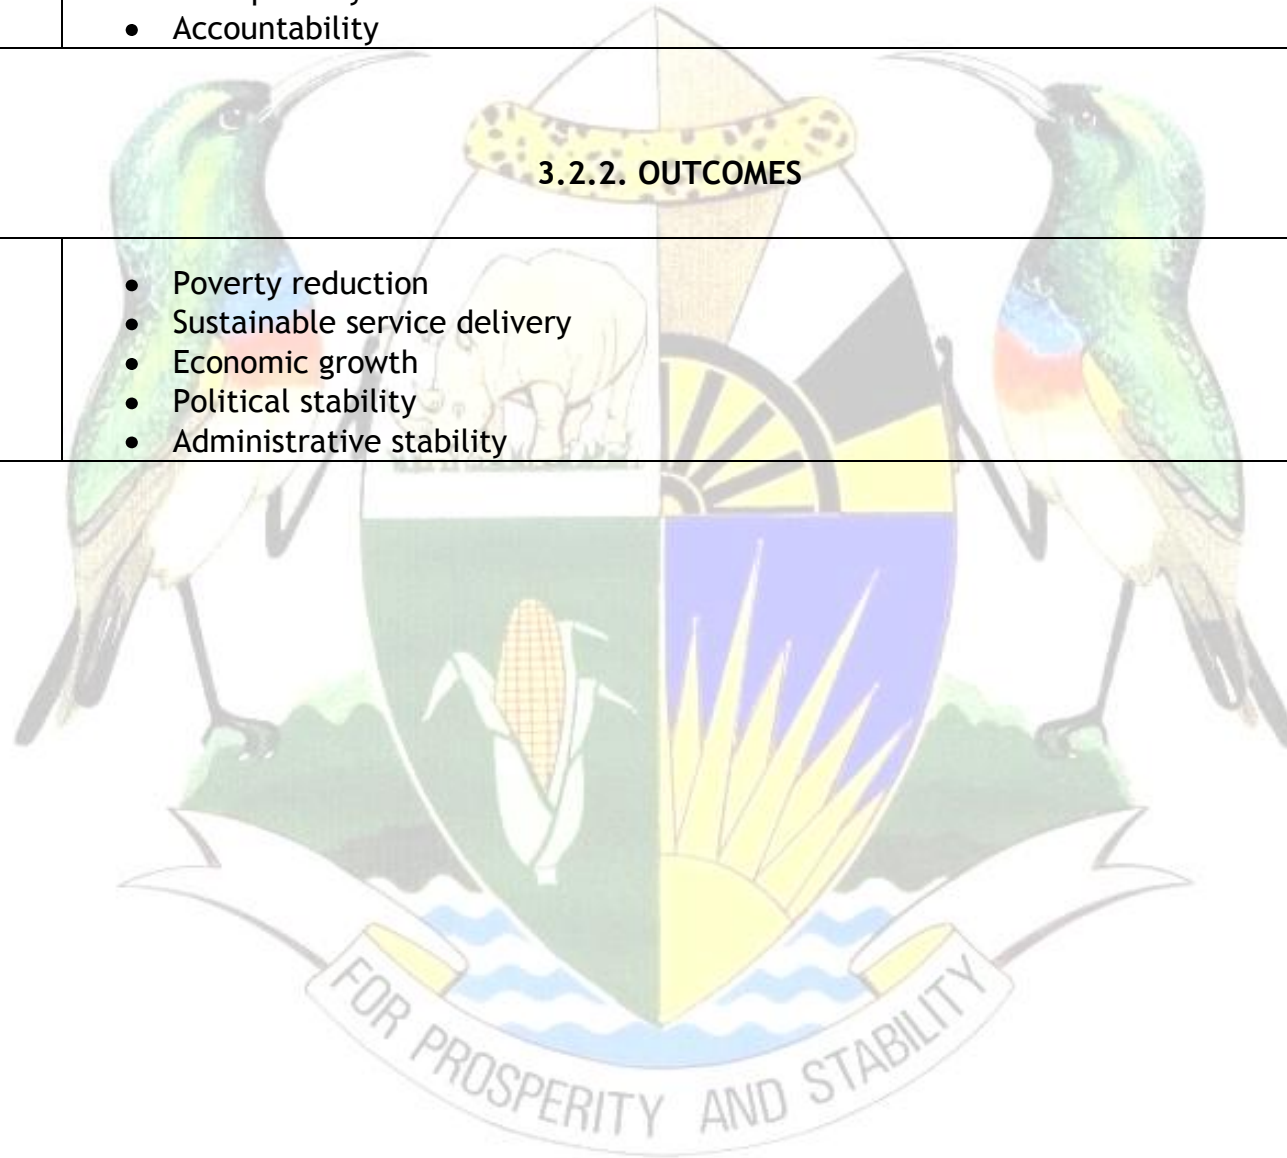 • Accountability
3.2.2. OUTCOMES
• Poverty reduction
• Sustainable service delivery
• Economic growth
• Political stability
• Administrative stability
FOR PROSPERITY AND STABILITY